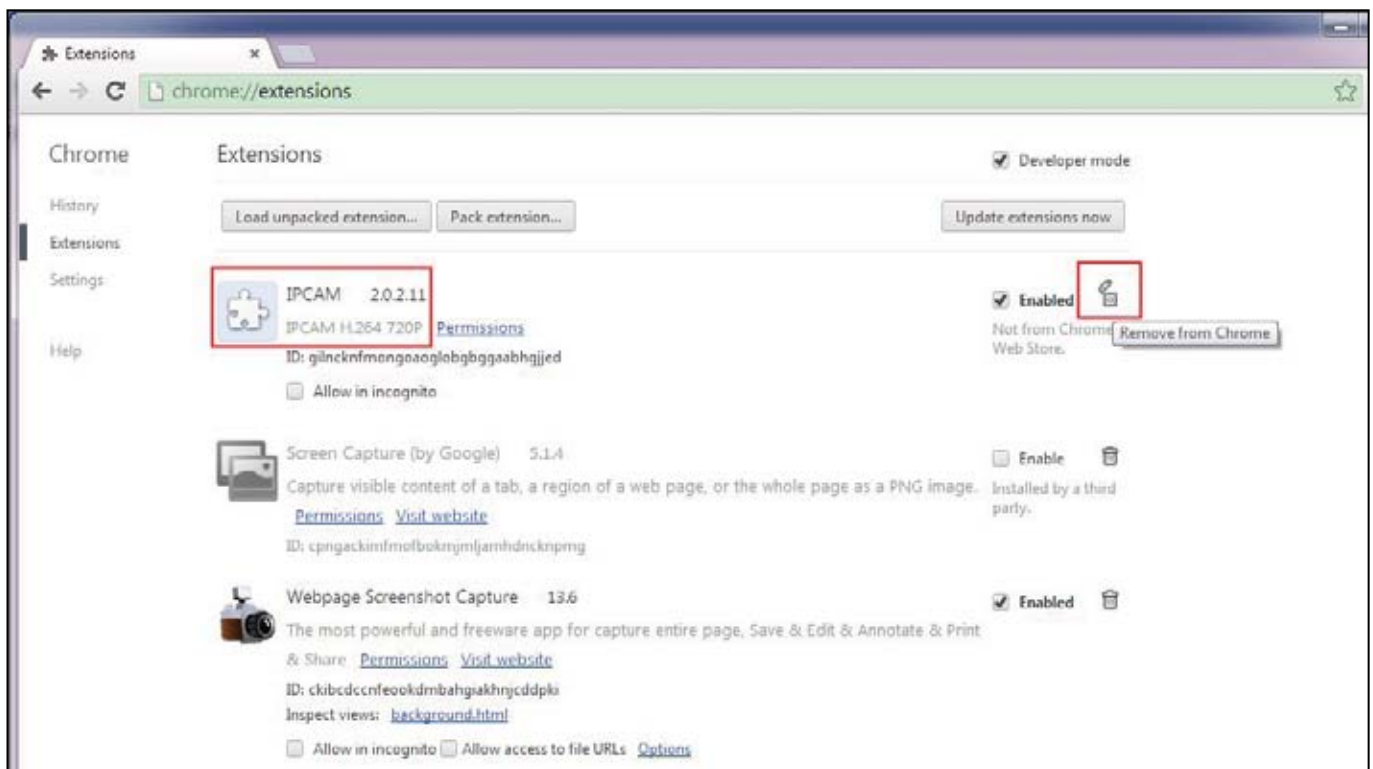 Extensions
chrome://extensions
Chrome
Extensions
Developer mode
History
Load unpacked extension...
Pack extension...
Update extensions now
Extensions
Settings
IPCAM 2.0.2.11
Enabled
IPCAM H.264 720P Permissions
Not from Chrome
Web Store.
Remove from Chrome
Help
ID: gilncknfmongoaoglobgbggaabhgjjed
Allow in incognito
Screen Capture (by Google) 5.1.4
Enable
Capture visible content of a tab, a region of a web page, or the whole page as a PNG image.
Installed by a third
party.
Permissions Visit website
ID: cpngackimfmofbokmjmljamhdncknpmg
Webpage Screenshot Capture 13.6
Enabled
The most powerful and freeware app for capture entire page, Save & Edit & Annotate & Print
& Share Permissions Visit website
ID: ckibcdccnfeookdmbahgiakhnjcddpki
Inspect views: background.html
Allow in incognito Allow access to file URLs Options